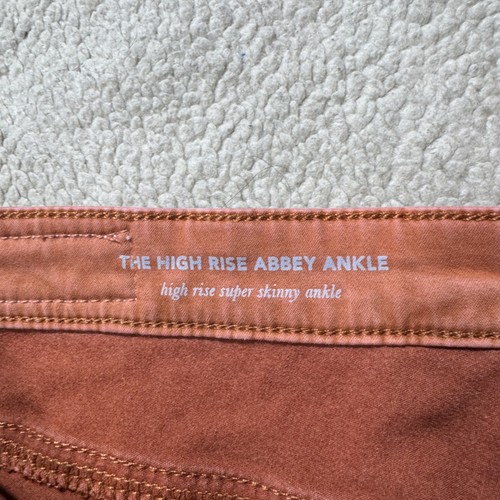 THE HIGH RISE ABBEY ANKLE
high rise super skinny ankle